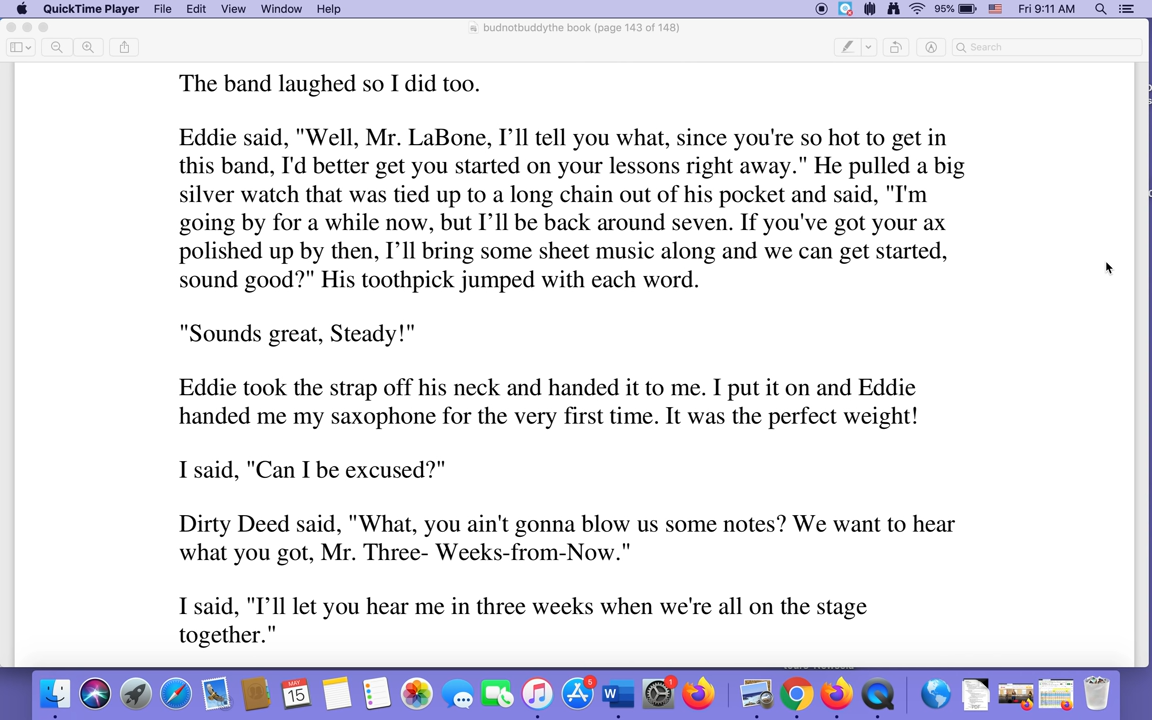 QuickTime Player File Edit View Window Help 95% Fri 9:11 AM
budnotbuddythe book (page 143 of 148)
Search
The band laughed so I did too.
Eddie said, "Well, Mr. LaBone, I’ll tell you what, since you're so hot to get in
this band, I'd better get you started on your lessons right away." He pulled a big
silver watch that was tied up to a long chain out of his pocket and said, "I'm
going by for a while now, but I’ll be back around seven. If you've got your ax
polished up by then, I’ll bring some sheet music along and we can get started,
sound good?" His toothpick jumped with each word.
"Sounds great, Steady!"
Eddie took the strap off his neck and handed it to me. I put it on and Eddie
handed me my saxophone for the very first time. It was the perfect weight!
I said, "Can I be excused?"
Dirty Deed said, "What, you ain't gonna blow us some notes? We want to hear
what you got, Mr. Three- Weeks-from-Now."
I said, "I’ll let you hear me in three weeks when we're all on the stage
together."
MAY
15
5
W
1